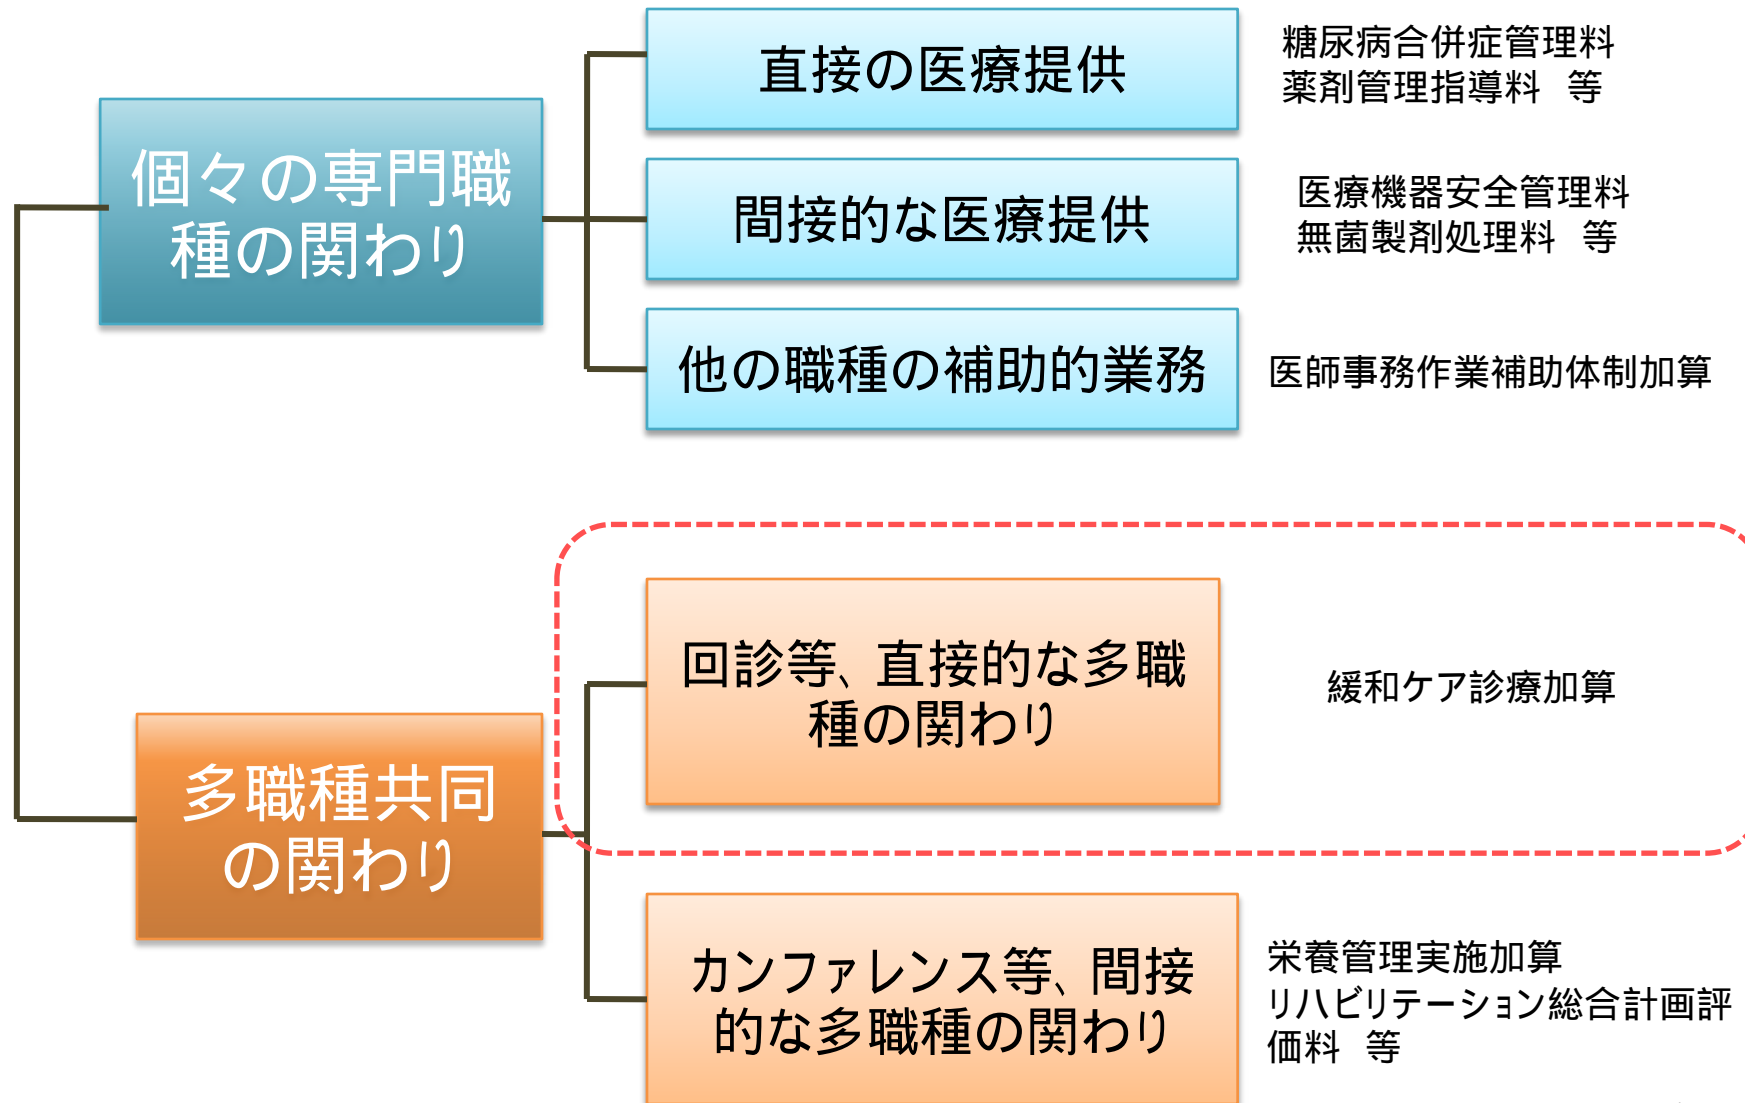 個々の専門職
種の関わり
直接の医療提供
糖尿病合併症管理料
薬剤管理指導料　等
間接的な医療提供
医療機器安全管理料
無菌製剤処理料　等
他の職種の補助的業務
医師事務作業補助体制加算
多職種共同
の関わり
回診等、直接的な多職
種の関わり
緩和ケア診療加算
カンファレンス等、間接
的な多職種の関わり
栄養管理実施加算
リハビリテーション総合計画評
価料　等